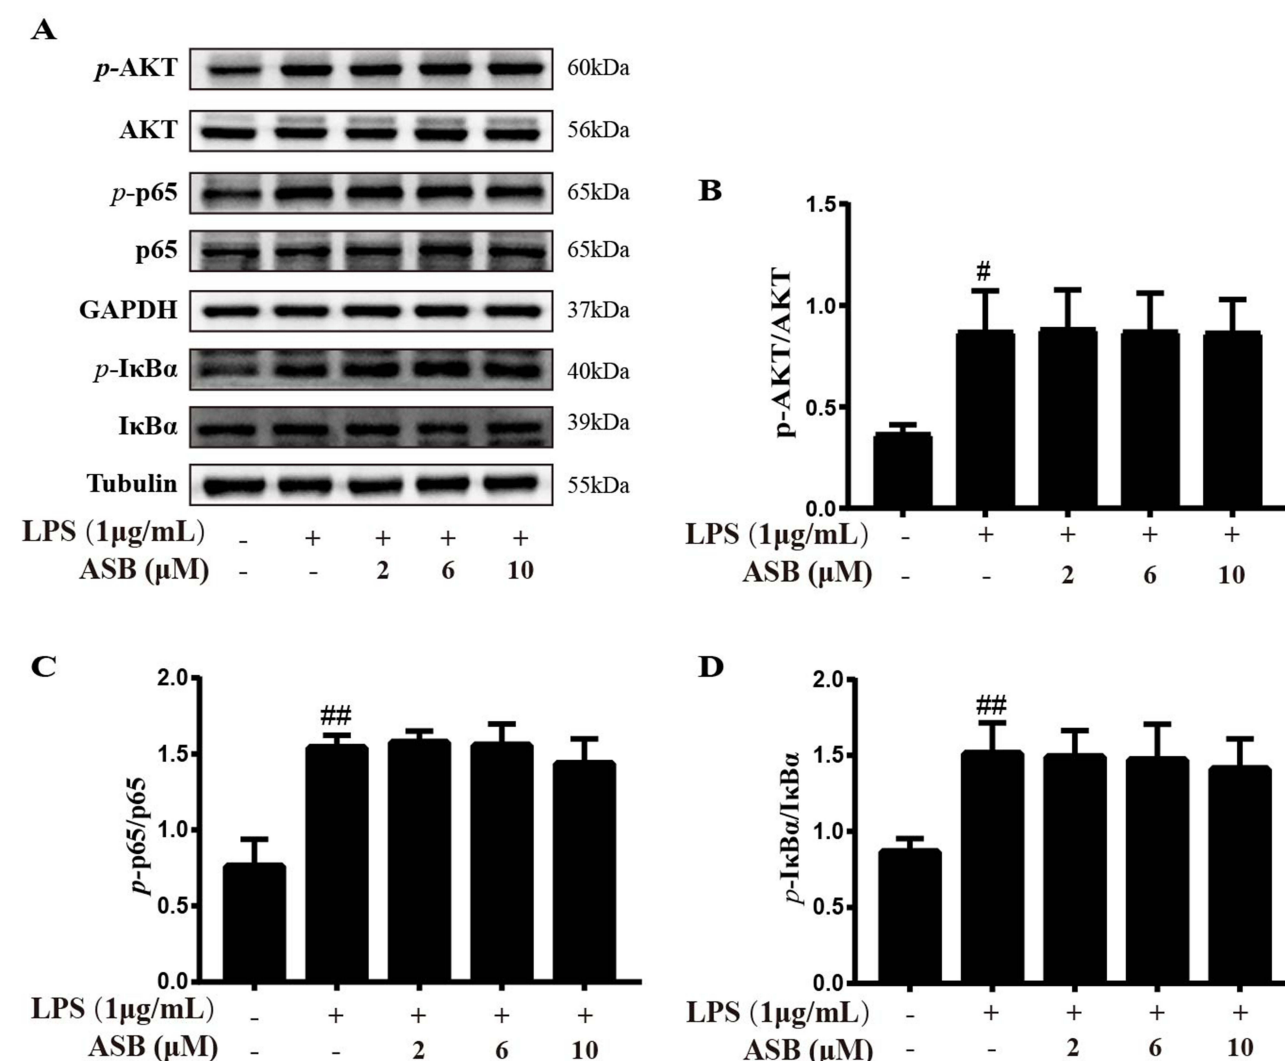 A
p-AKT 60kDa
AKT 56kDa
p-p65 65kDa
p65 65kDa
GAPDH 37kDa
p-IκBα 40kDa
IκBα 39kDa
Tubulin 55kDa
LPS (1μg/mL) - + + + +
ASB (μM) - - 2 6 10
B
1.5
1.0
0.5
0.0
p-AKT/AKT
#
LPS (1μg/mL) - + + + +
ASB (μM) - - 2 6 10
C
2.0
1.5
1.0
0.5
0.0
p-p65/p65
##
LPS (1μg/mL) - + + + +
ASB (μM) - - 2 6 10
D
2.0
1.5
1.0
0.5
0.0
p-IκBα/IκBα
##
LPS (1μg/mL) - + + + +
ASB (μM) - - 2 6 10